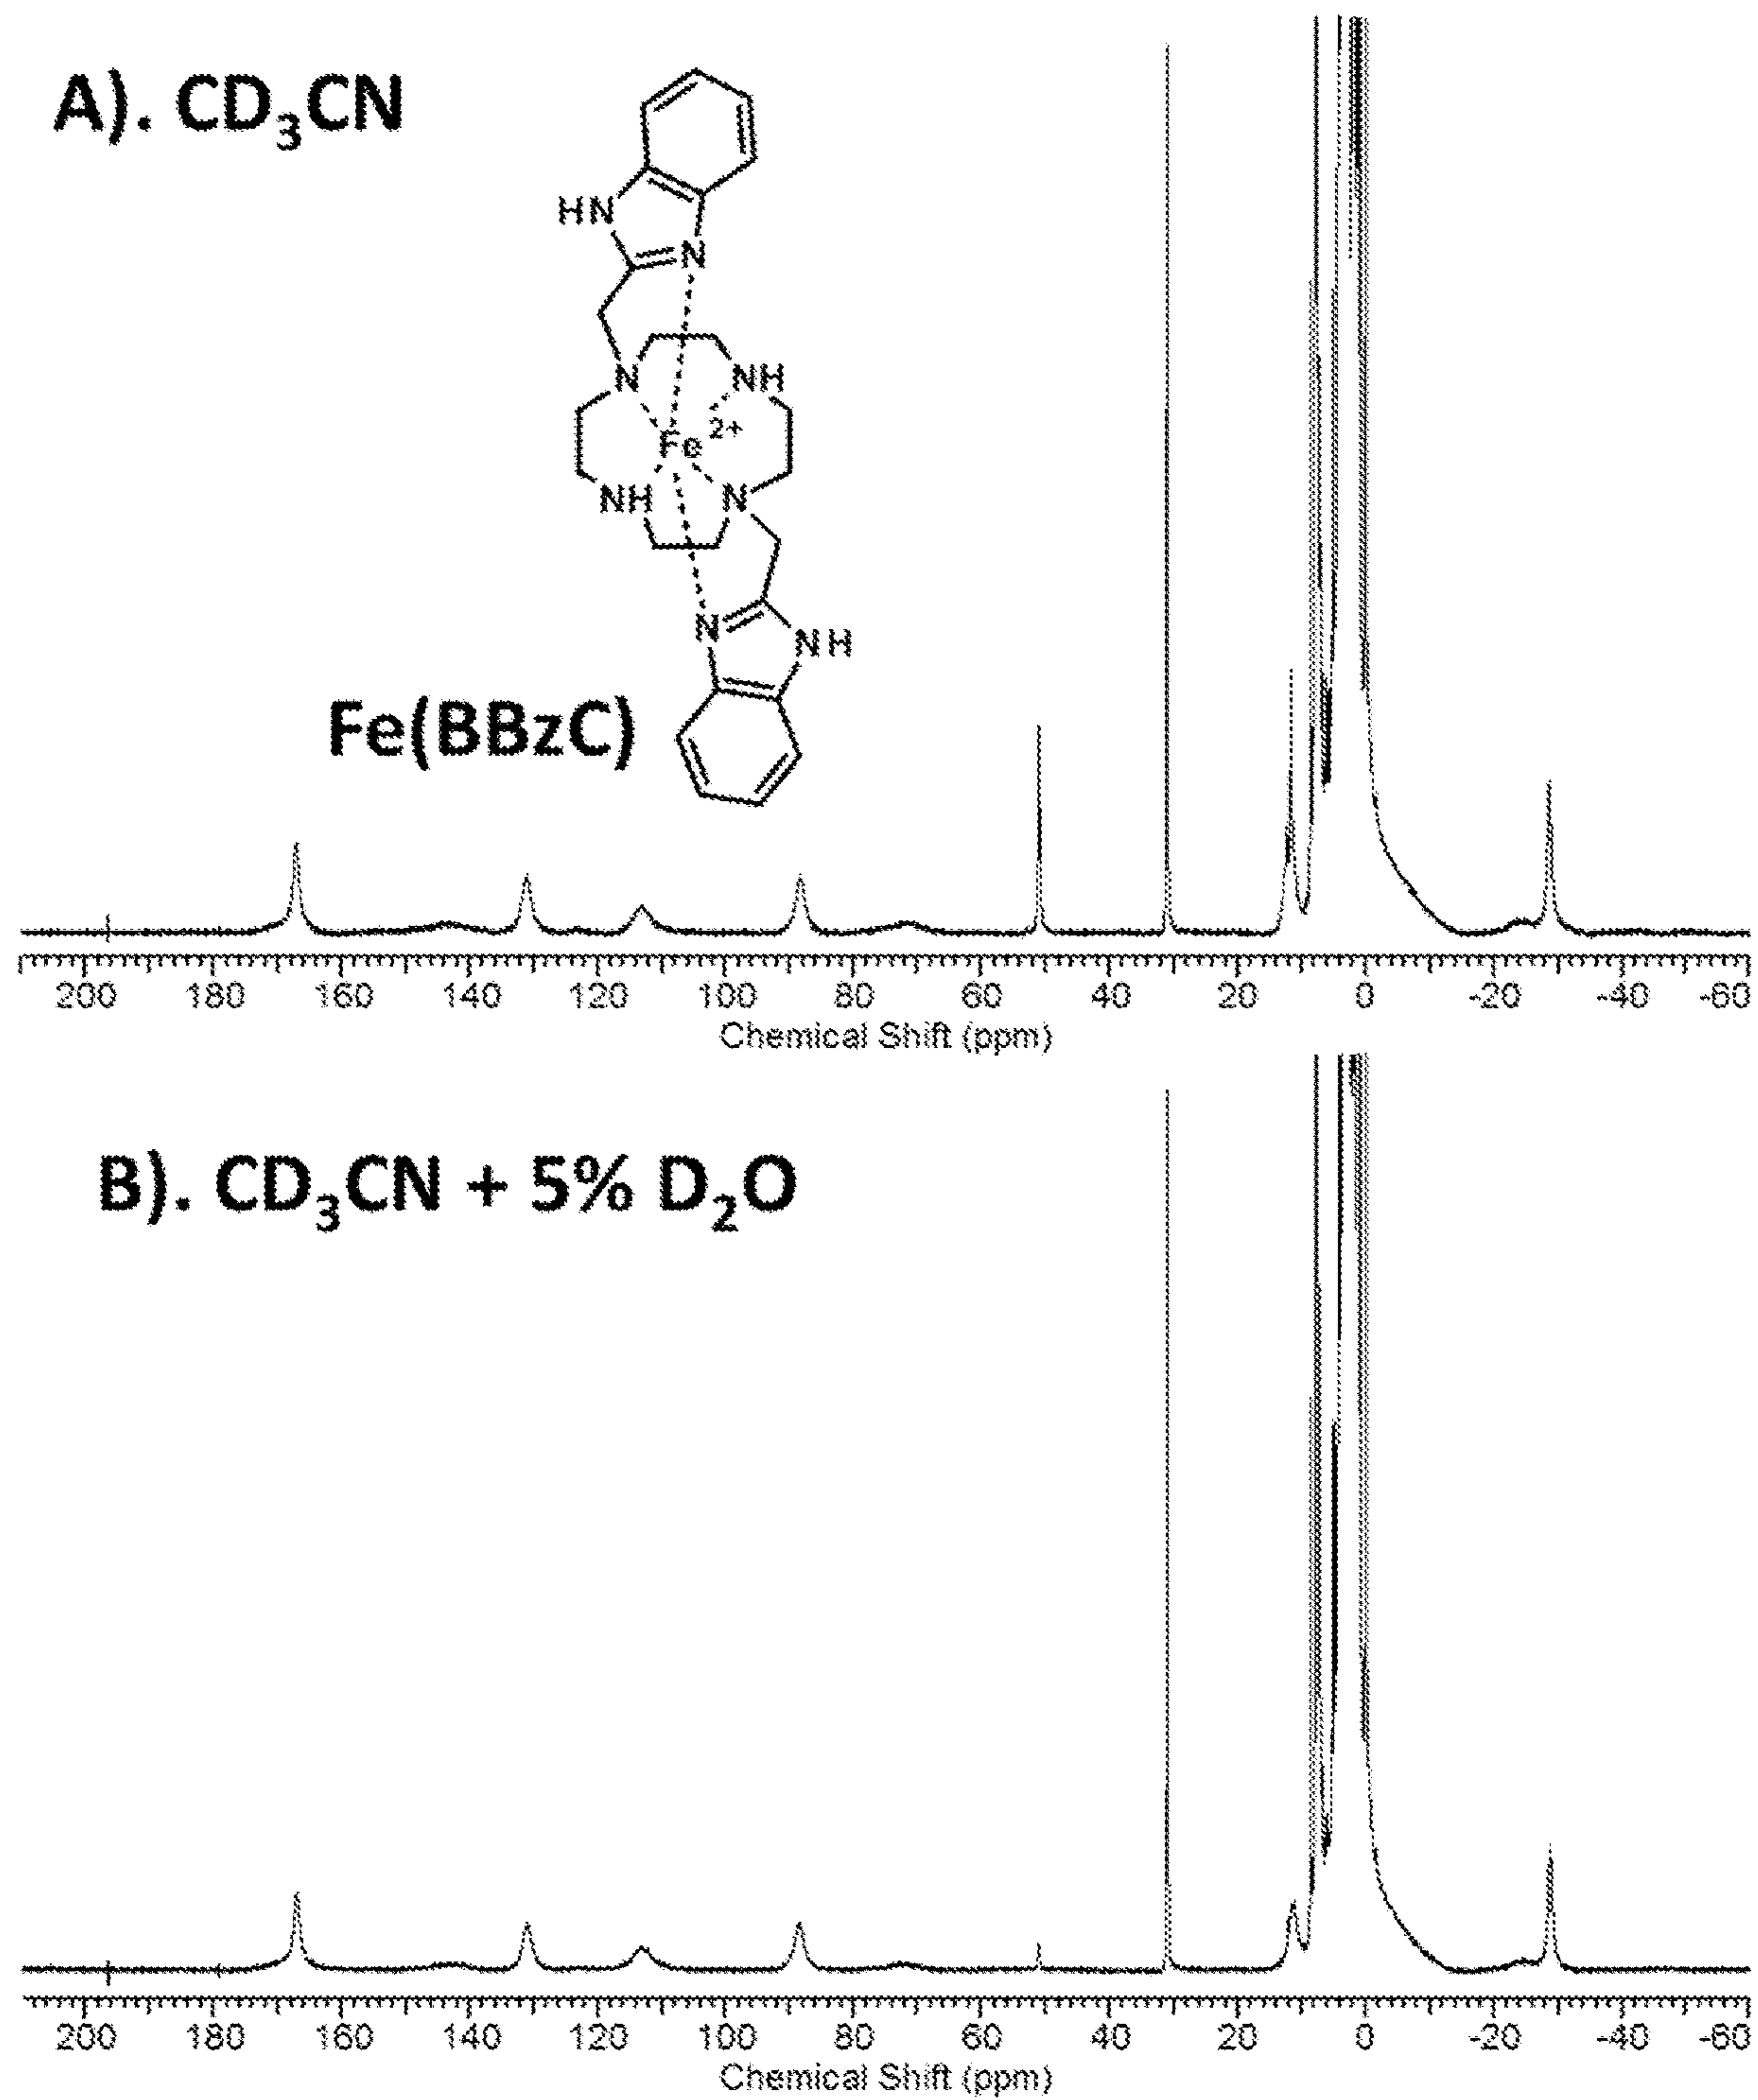 A). CD₃CN
HN
N
N
NH
Fe 2+
NH
N
N
NH
Fe(BBzC)
200 180 160 140 120 100 80 60 40 20 0 -20 -40 -60
Chemical Shift (ppm)
B). CD₃CN + 5% D₂O
200 180 160 140 120 100 80 60 40 20 0 -20 -40 -60
Chemical Shift (ppm)